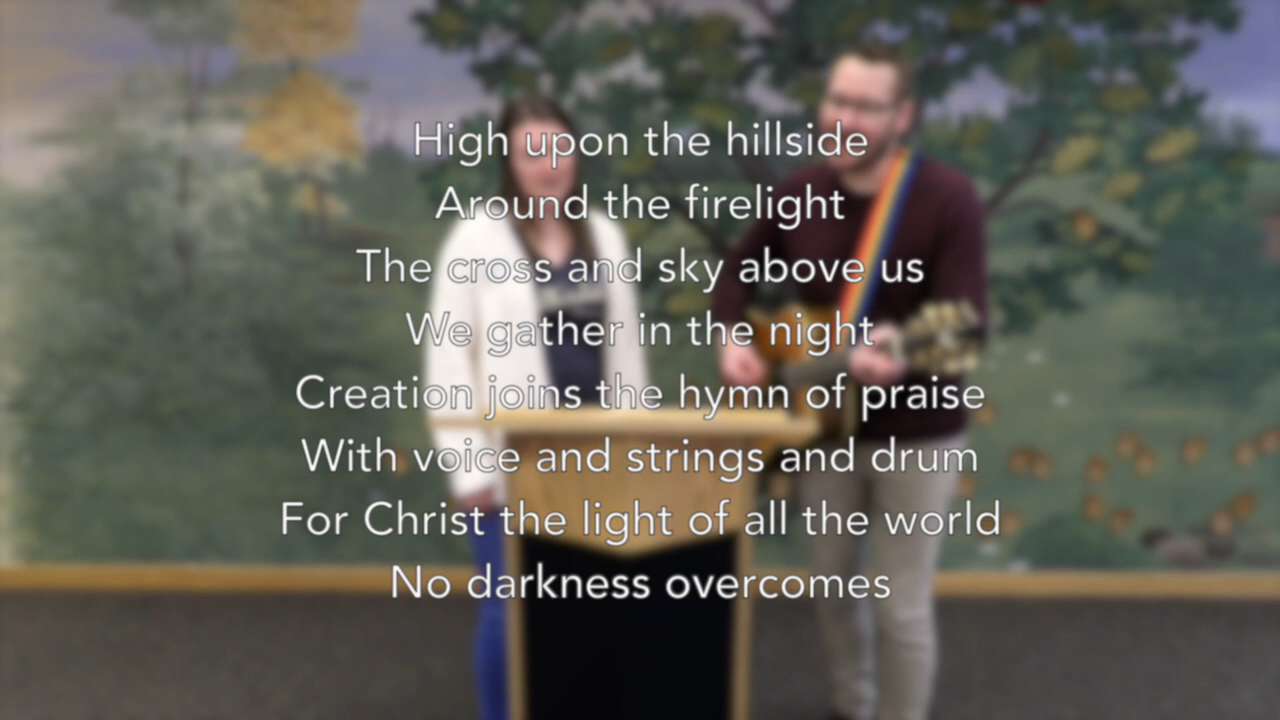 High upon the hillside
Around the firelight
The cross and sky above us
We gather in the night
Creation joins the hymn of praise
With voice and strings and drum
For Christ the light of all the world
No darkness overcomes